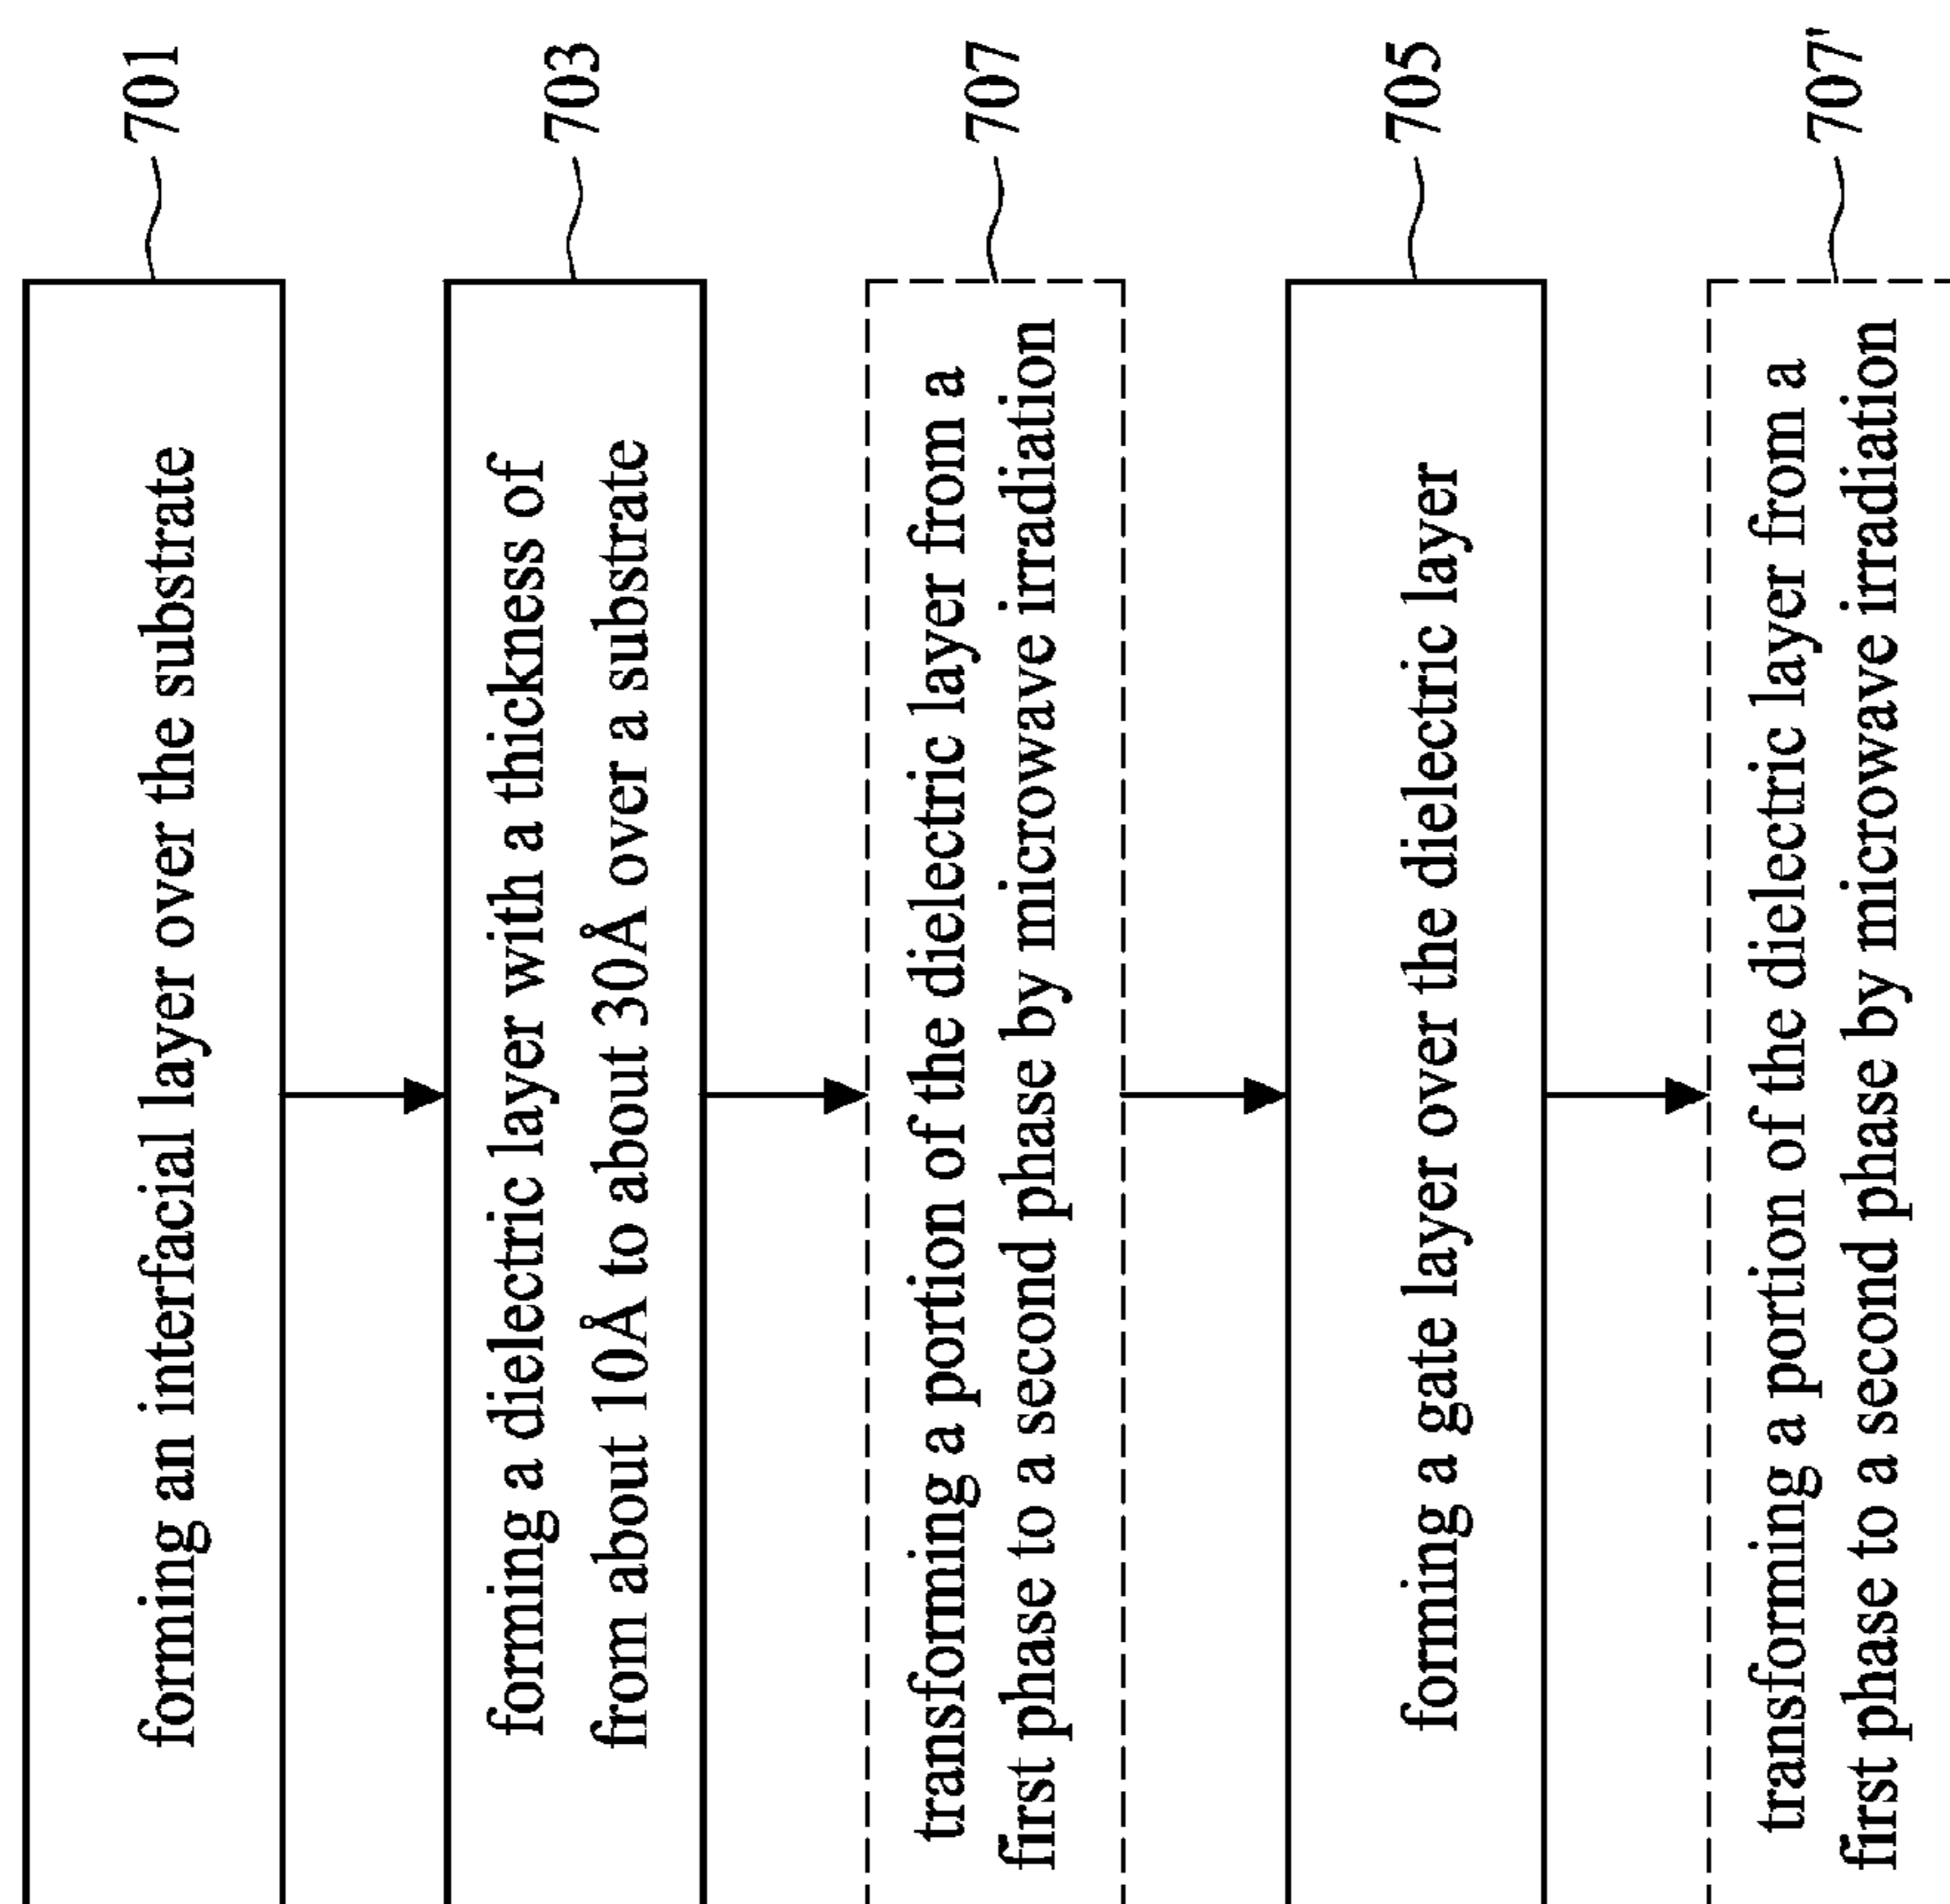 forming an interfacial layer over the substrate
701
forming a dielectric layer with a thickness of
from about 10Å to about 30Å over a substrate
703
transforming a portion of the dielectric layer from a
first phase to a second phase by microwave irradiation
707
forming a gate layer over the dielectric layer
705
transforming a portion of the dielectric layer from a
first phase to a second phase by microwave irradiation
707'